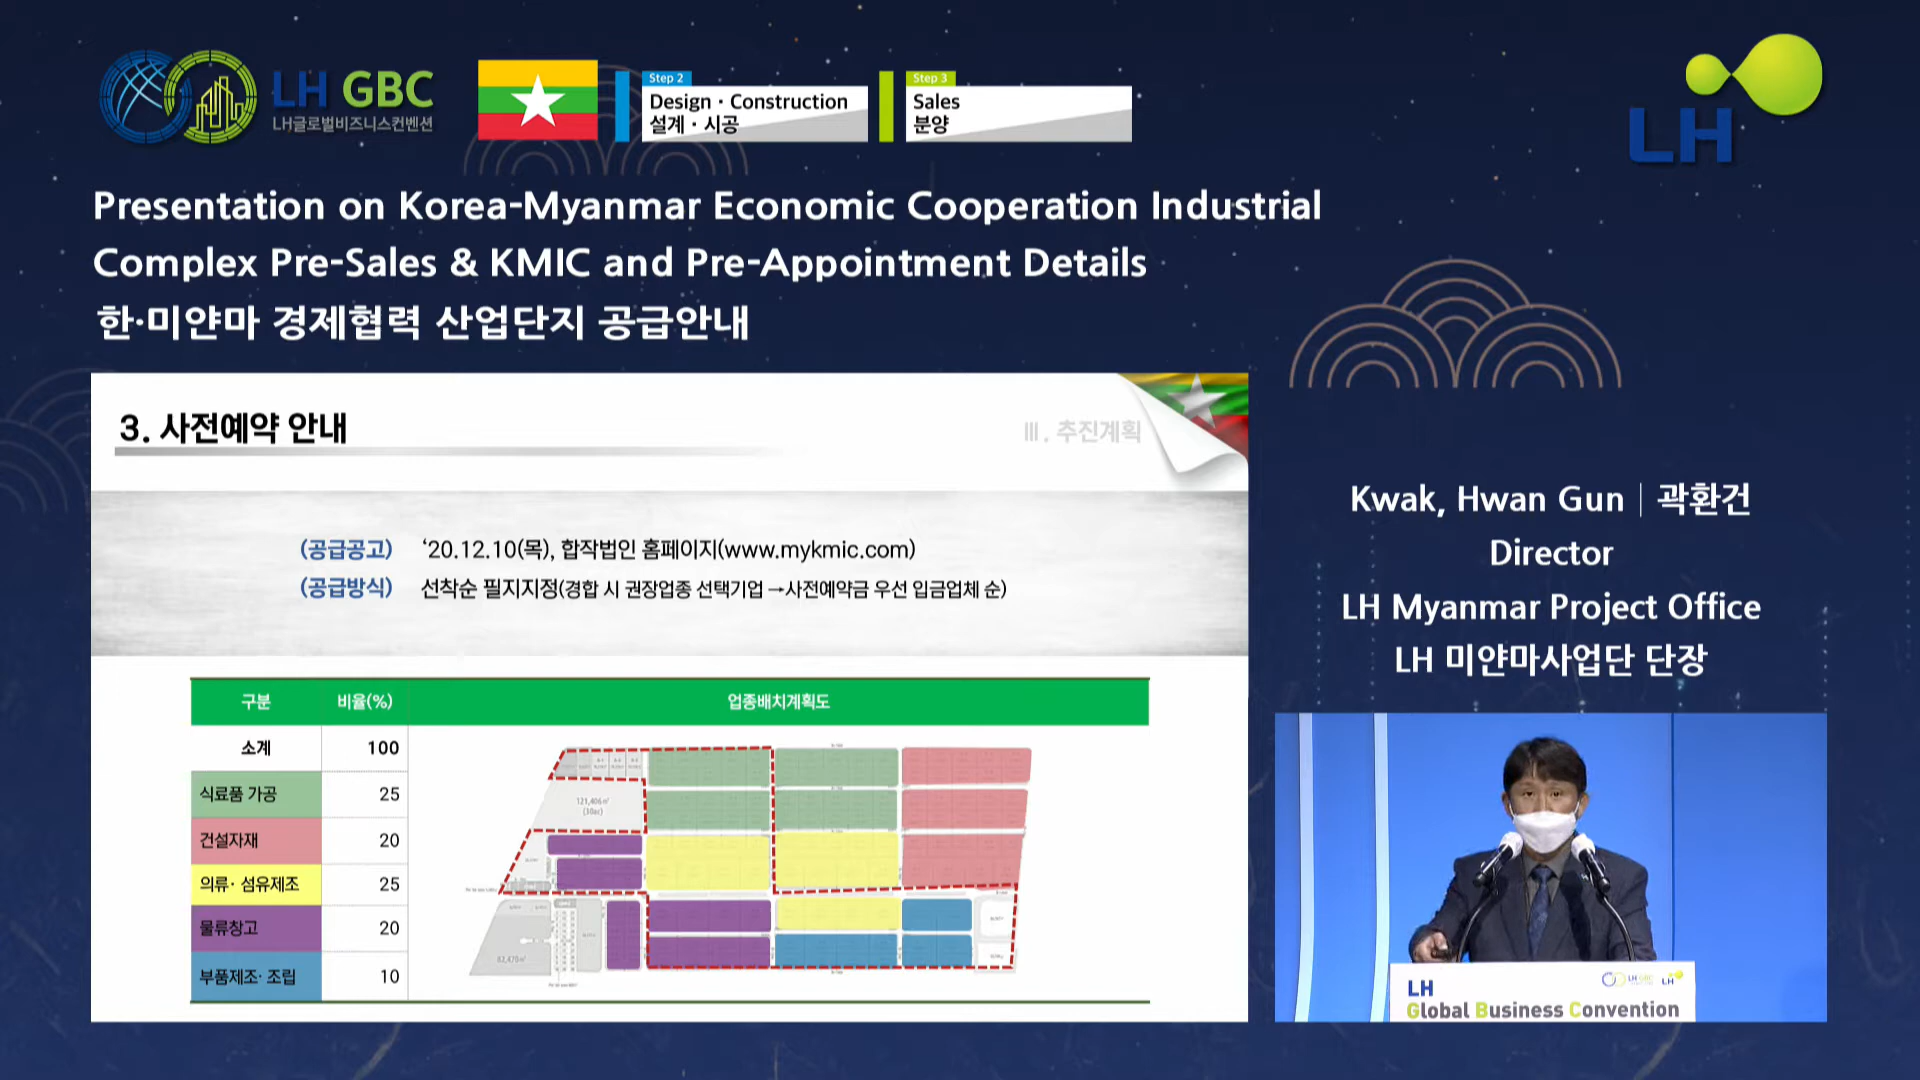 LH GBC
LH글로벌비즈니스컨벤션
Step 2
Design · Construction
설계 · 시공
Step 3
Sales
분양
LH
Presentation on Korea-Myanmar Economic Cooperation Industrial
Complex Pre-Sales & KMIC and Pre-Appointment Details
한·미얀마 경제협력 산업단지 공급안내
3. 사전예약 안내
Ⅲ. 추진계획
(공급공고) ‘20.12.10(목), 합작법인 홈페이지(www.mykmic.com)
(공급방식) 선착순 필지지정(경합 시 권장업종 선택기업 →사전예약금 우선 입금업체 순)
구분 비율(%) 업종배치계획도
소계 100
식료품 가공 25
건설자재 20
의류· 섬유제조 25
물류창고 20
부품제조· 조립 10
121,406㎡
62,470㎡
Kwak, Hwan Gun | 곽환건
Director
LH Myanmar Project Office
LH 미얀마사업단 단장
LH GBC LH
LH
Global Business Convention